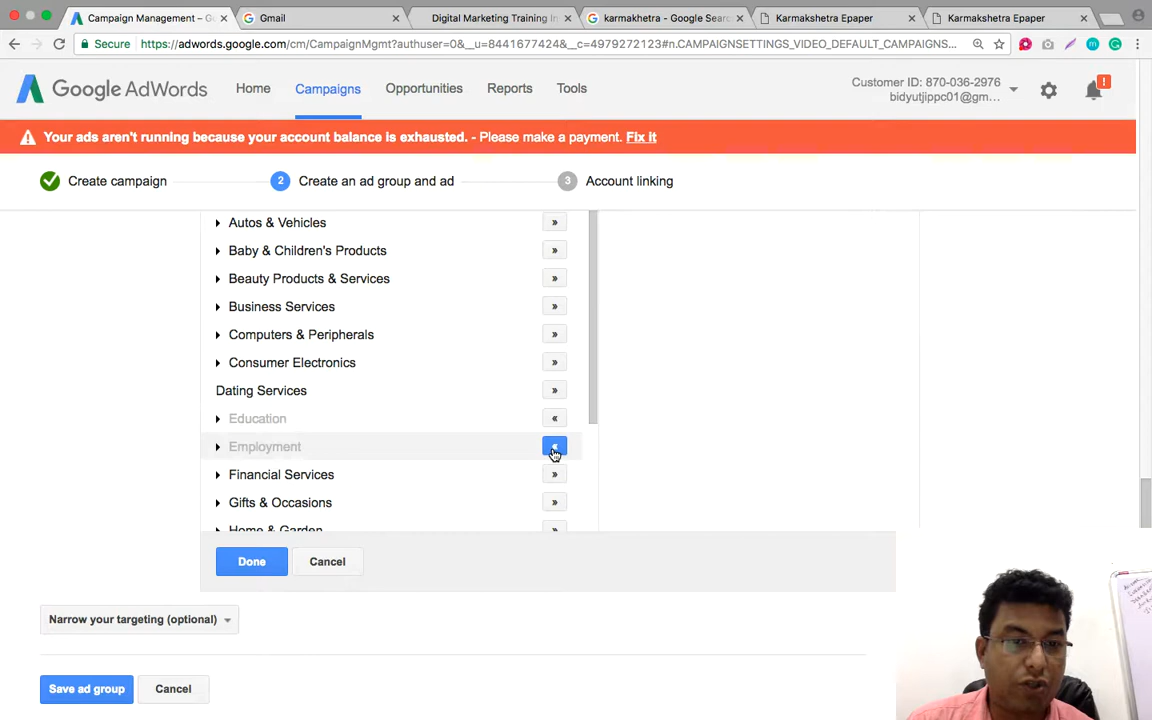 Campaign Management – G
Gmail
Digital Marketing Training In
karmakhetra - Google Sear
Karmakshetra Epaper
Karmakshetra Epaper
Secure
https://adwords.google.com/cm/CampaignMgmt?authuser=0&__u=8441677424&__c=4979272123#n.CAMPAIGNSETTINGS_VIDEO_DEFAULT_CAMPAIGNS...
Google AdWords
Home
Campaigns
Opportunities
Reports
Tools
Customer ID: 870-036-2976
bidyutjippc01@gm...
!
Your ads aren't running because your account balance is exhausted. - Please make a payment. Fix it
Create campaign
2 Create an ad group and ad
3 Account linking
Autos & Vehicles »
Baby & Children's Products »
Beauty Products & Services »
Business Services »
Computers & Peripherals »
Consumer Electronics »
Dating Services »
Education «
Employment «
Financial Services »
Gifts & Occasions »
Home & Garden »
Done
Cancel
Narrow your targeting (optional)
Save ad group
Cancel